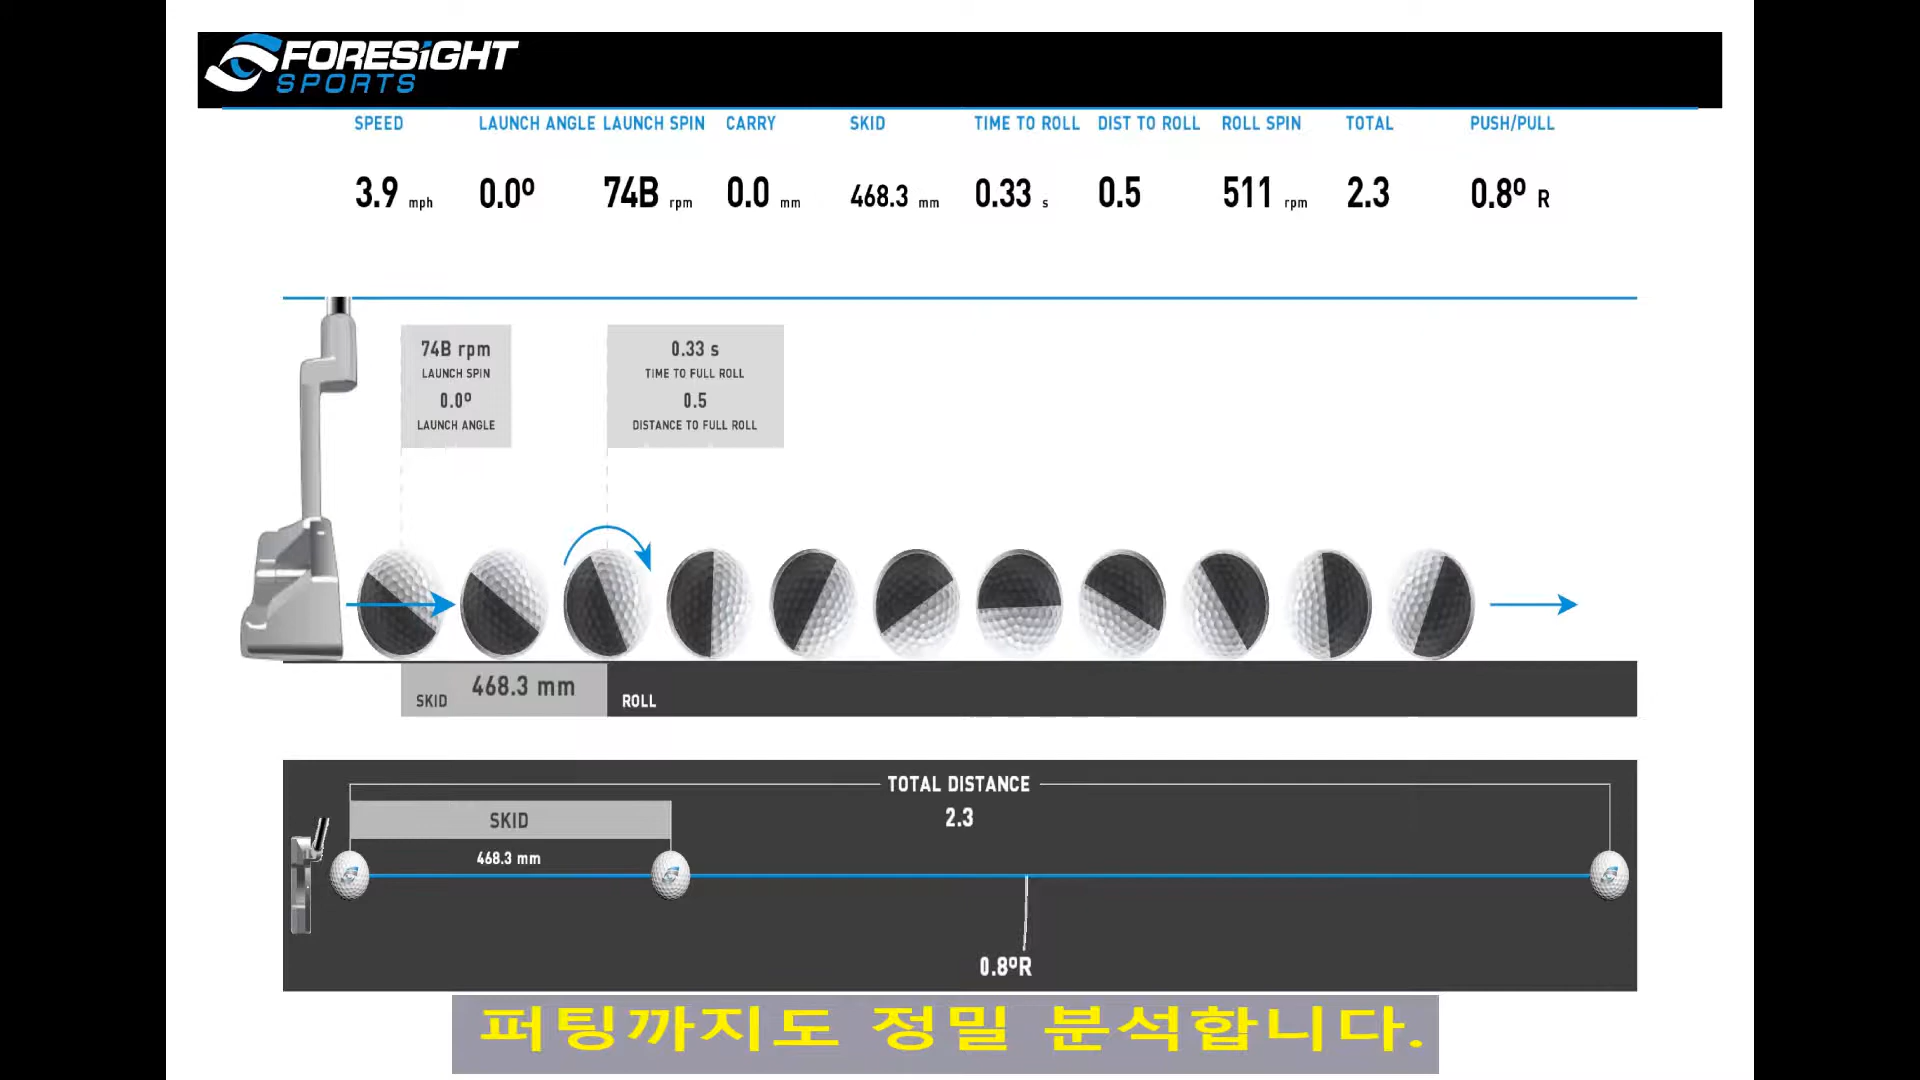 FORESiGHT
SPORTS
SPEED LAUNCH ANGLE LAUNCH SPIN CARRY SKID TIME TO ROLL DIST TO ROLL ROLL SPIN TOTAL PUSH/PULL
3.9 mph 0.0º 74B rpm 0.0 mm 468.3 mm 0.33 s 0.5 511 rpm 2.3 0.8º R
74B rpm
LAUNCH SPIN
0.0º
LAUNCH ANGLE
0.33 s
TIME TO FULL ROLL
0.5
DISTANCE TO FULL ROLL
SKID 468.3 mm ROLL
TOTAL DISTANCE
2.3
SKID
468.3 mm
0.8ºR
퍼팅까지도 정밀 분석합니다.